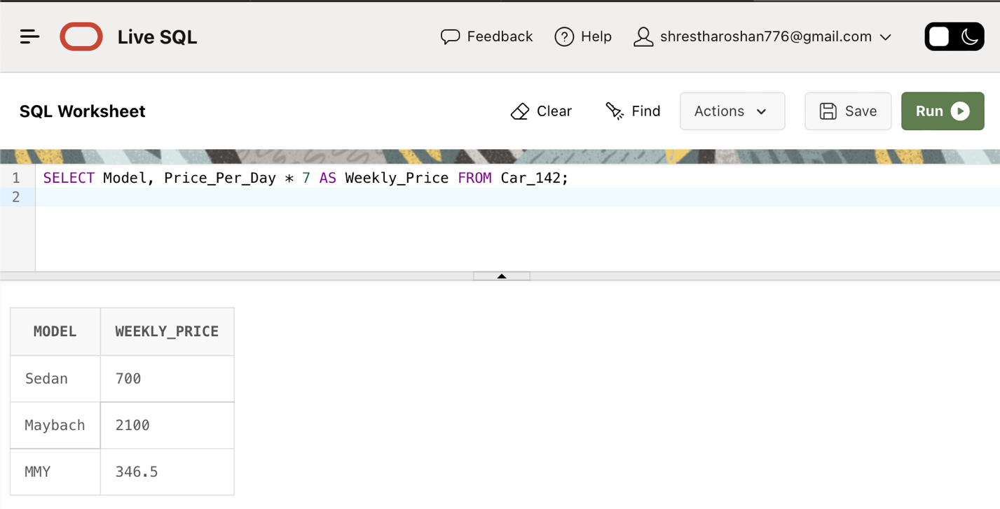 Live SQL Feedback Help shrestharoshan776@gmail.com
SQL Worksheet Clear Find Actions Save Run
1 SELECT Model, Price_Per_Day * 7 AS Weekly_Price FROM Car_142;
2
MODEL WEEKLY_PRICE
Sedan 700
Maybach 2100
MMY 346.5